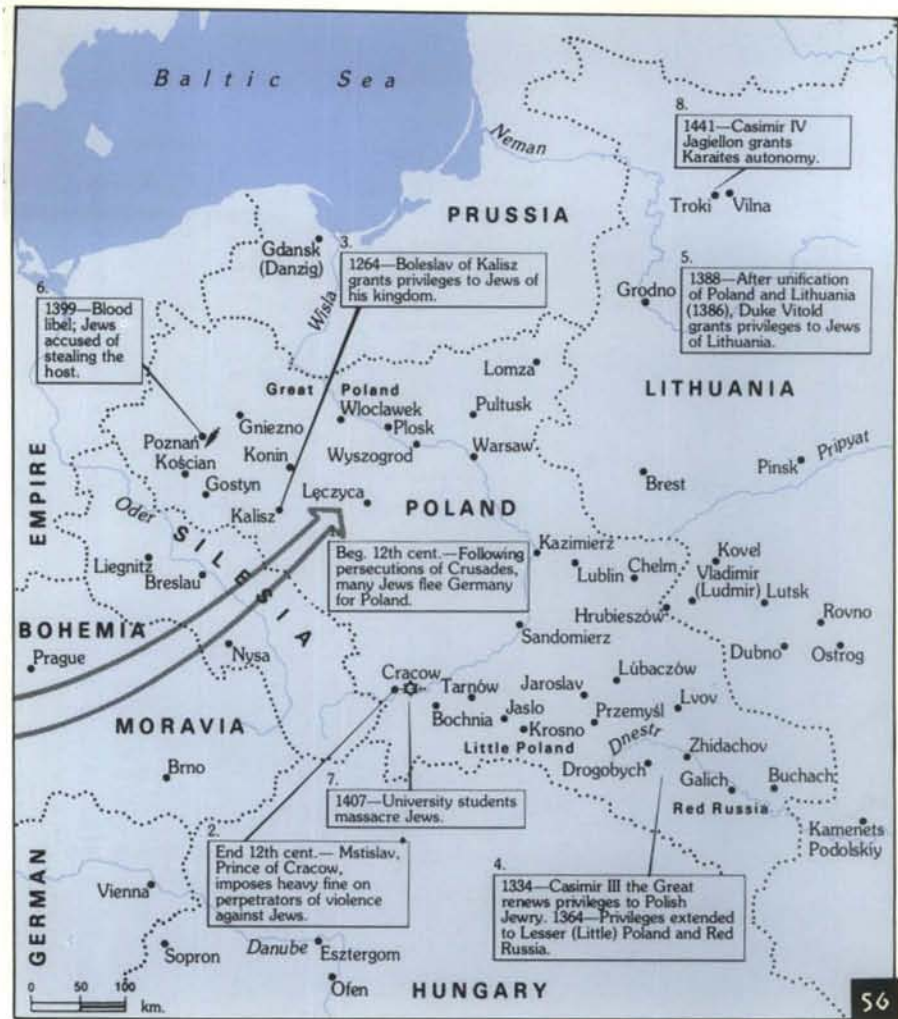 Baltic Sea
8.
1441—Casimir IV
Jagiellon grants
Karaites autonomy.
Neman
Troki Vilna
PRUSSIA
Gdansk
(Danzig)
3.
1264—Boleslav of Kalisz
grants privileges to Jews of
his kingdom.
Wisla
Grodno
5.
1388—After unification
of Poland and Lithuania
(1386), Duke Vitold
grants privileges to Jews
of Lithuania.
6.
1399—Blood
libel; Jews
accused of
stealing the
host.
Lomza
LITHUANIA
Great Poland
Gniezno
Wloclawek
Plosk
Pultusk
Poznań
Kościan
Konin
Wyszogrod
Warsaw
Pinsk
Pripyat
Brest
Gostyn
Łęczyca
Kalisz
POLAND
EMPIRE
Oder
SILESIA
Beg. 12th cent.—Following
persecutions of Crusades,
many Jews flee Germany
for Poland.
Kazimierz
Liegnitz
Breslau
Lublin
Chelm
Kovel
Vladimir
(Ludmir)
Lutsk
Hrubieszów
Rovno
BOHEMIA
Prague
Nysa
Sandomierz
Dubno
Ostrog
Cracow
Tarnów
Jaroslav
Lúbaczów
Bochnia
Jaslo
Przemyśl
Lvov
Krosno
MORAVIA
Little Poland
Dnestr
Zhidachov
Brno
Drogobych
Galich
Buchach
Red Russia
7.
1407—University students
massacre Jews.
Kamenets
Podolskiy
2.
End 12th cent.— Mstislav,
Prince of Cracow,
imposes heavy fine on
perpetrators of violence
against Jews.
4.
1334—Casimir III the Great
renews privileges to Polish
Jewry. 1364—Privileges extended
to Lesser (Little) Poland and Red
Russia.
GERMAN
Vienna
Sopron
Danube
Esztergom
Ofen
HUNGARY
0 50 100
km.
56